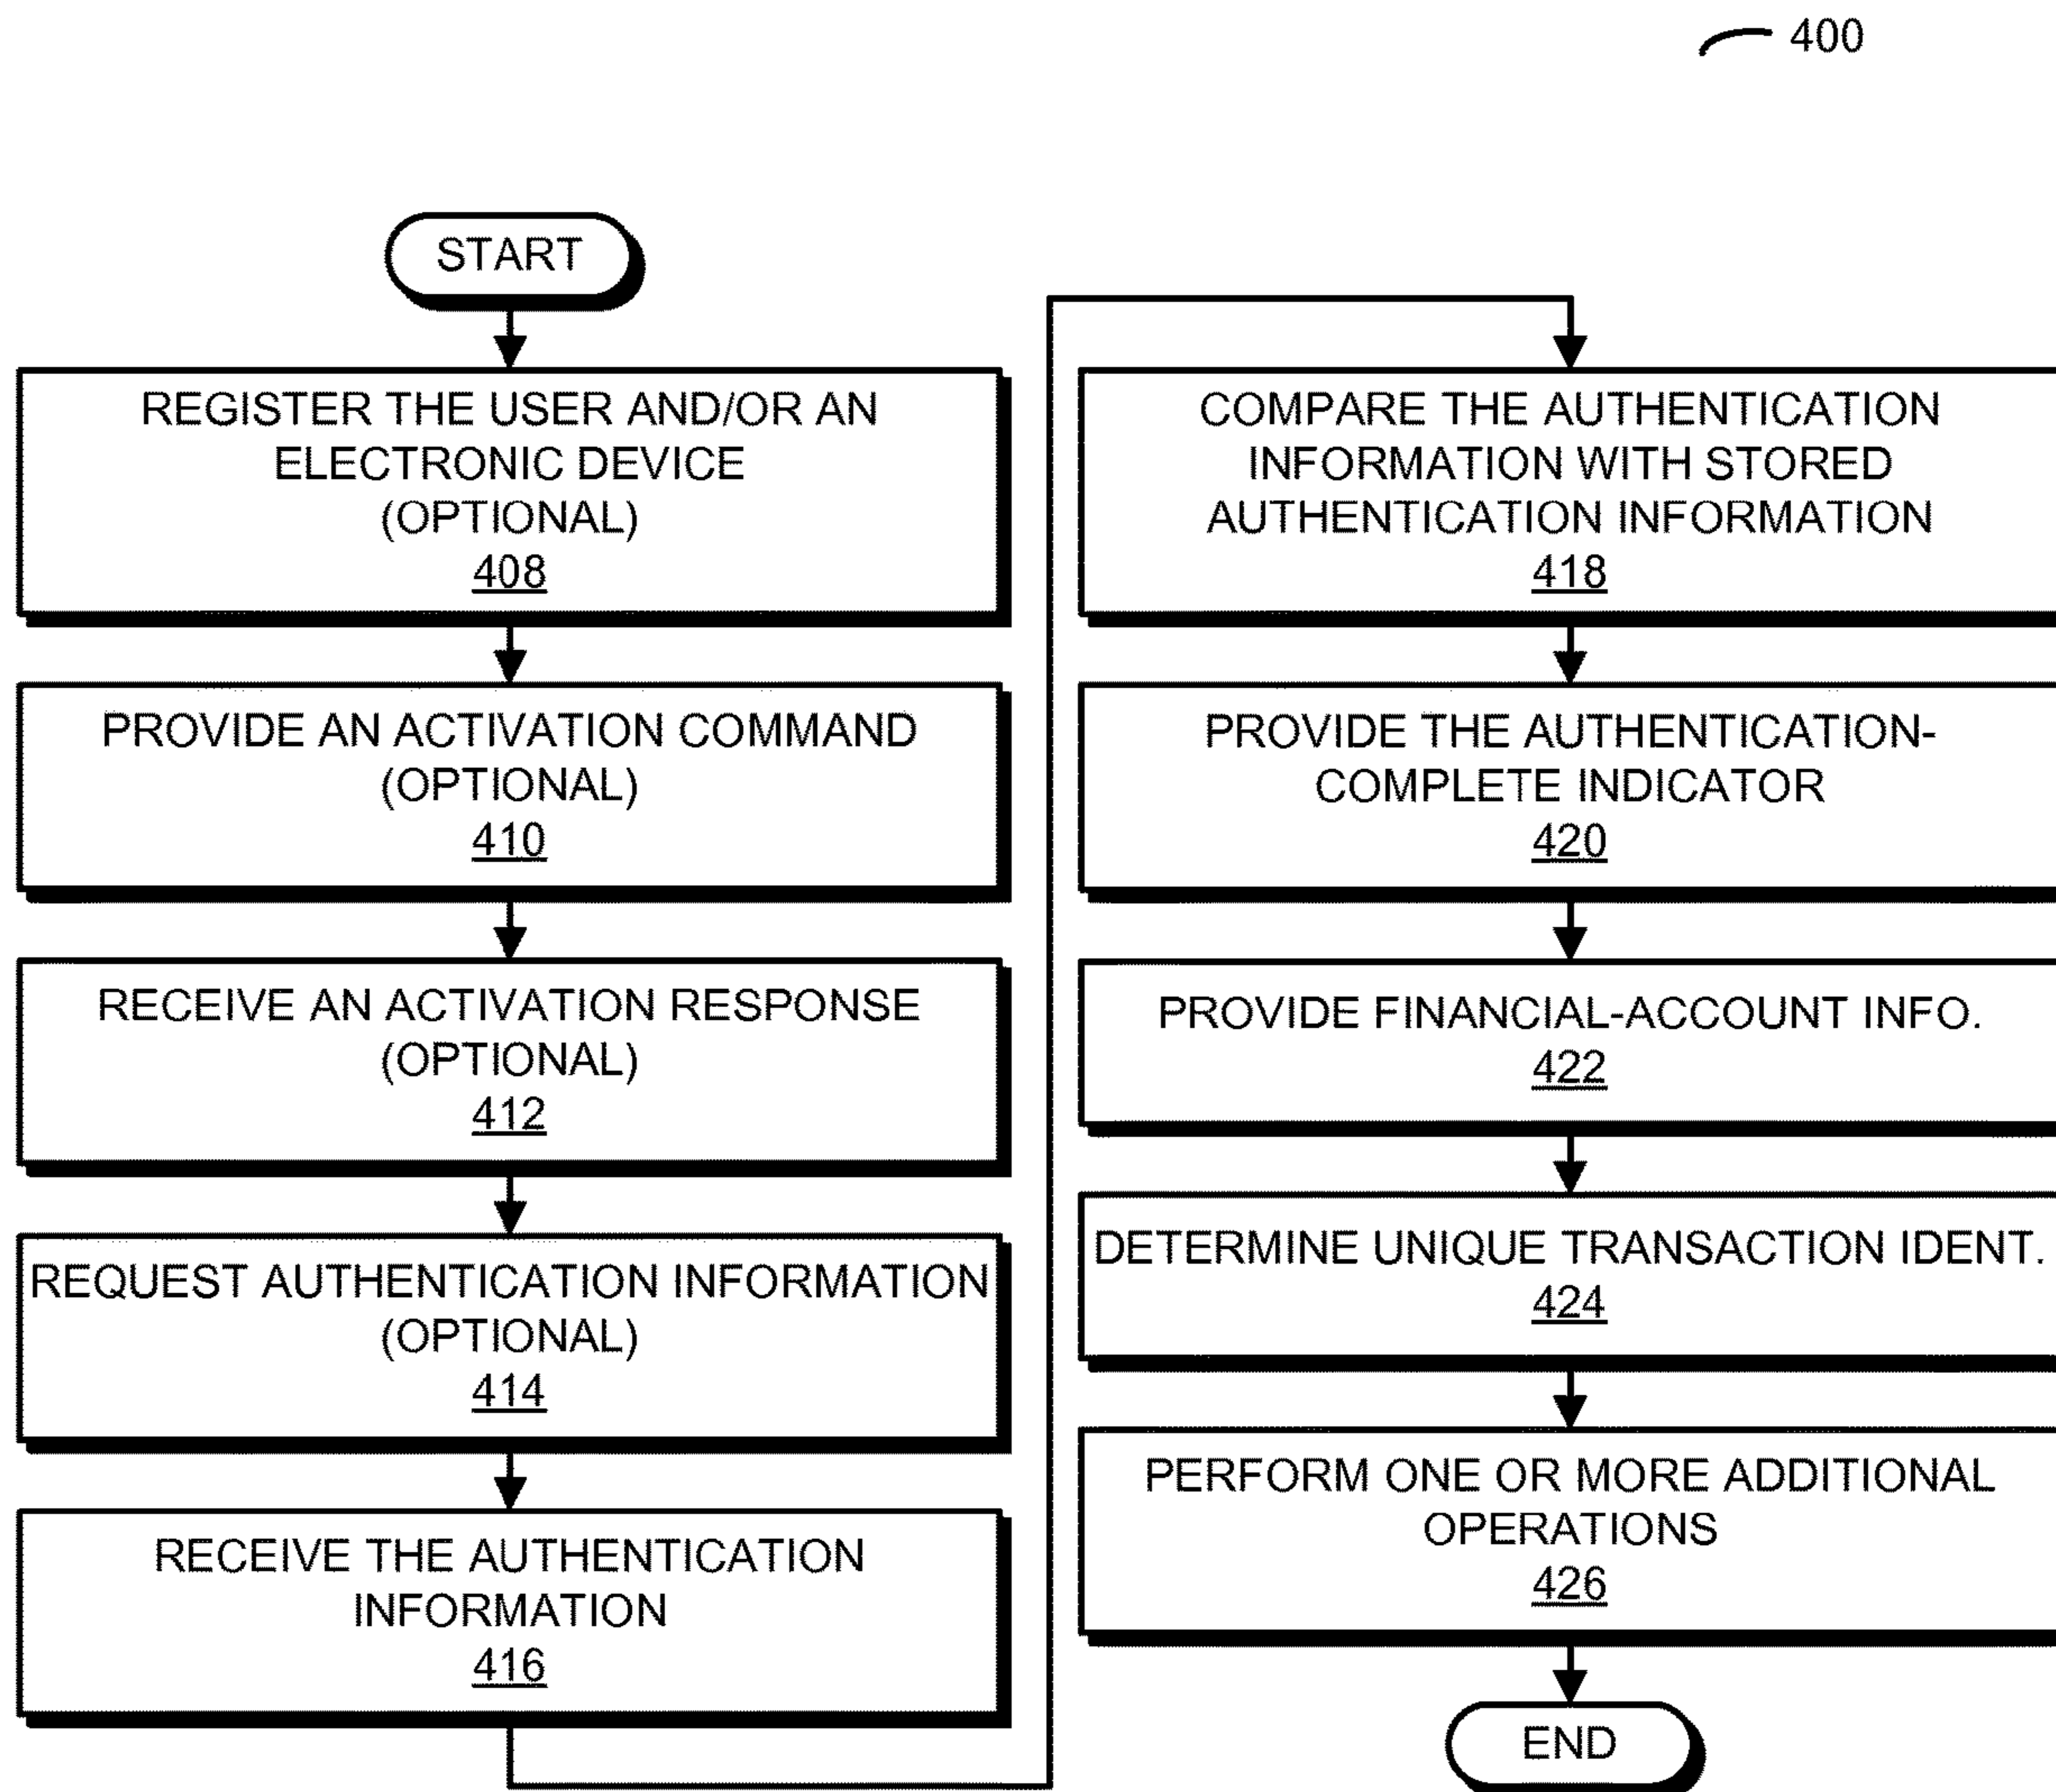 400
START
REGISTER THE USER AND/OR AN
ELECTRONIC DEVICE
(OPTIONAL)
408
PROVIDE AN ACTIVATION COMMAND
(OPTIONAL)
410
RECEIVE AN ACTIVATION RESPONSE
(OPTIONAL)
412
REQUEST AUTHENTICATION INFORMATION
(OPTIONAL)
414
RECEIVE THE AUTHENTICATION
INFORMATION
416
COMPARE THE AUTHENTICATION
INFORMATION WITH STORED
AUTHENTICATION INFORMATION
418
PROVIDE THE AUTHENTICATION-
COMPLETE INDICATOR
420
PROVIDE FINANCIAL-ACCOUNT INFO.
422
DETERMINE UNIQUE TRANSACTION IDENT.
424
PERFORM ONE OR MORE ADDITIONAL
OPERATIONS
426
END